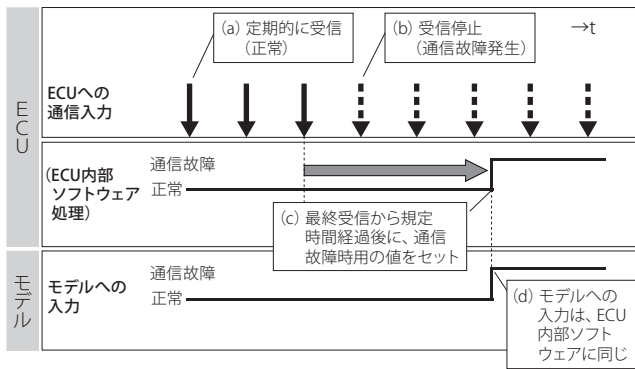 (a) 定期的に受信
(正常)
(b) 受信停止
(通信故障発生)
→t
ECU
ECUへの
通信入力
(ECU内部
ソフトウェア
処理)
通信故障
正常
(c) 最終受信から規定
時間経過後に、通信
故障時用の値をセット
モデル
モデルへの
入力
通信故障
正常
(d) モデルへの
入力は、ECU
内部ソフト
ウェアに同じ